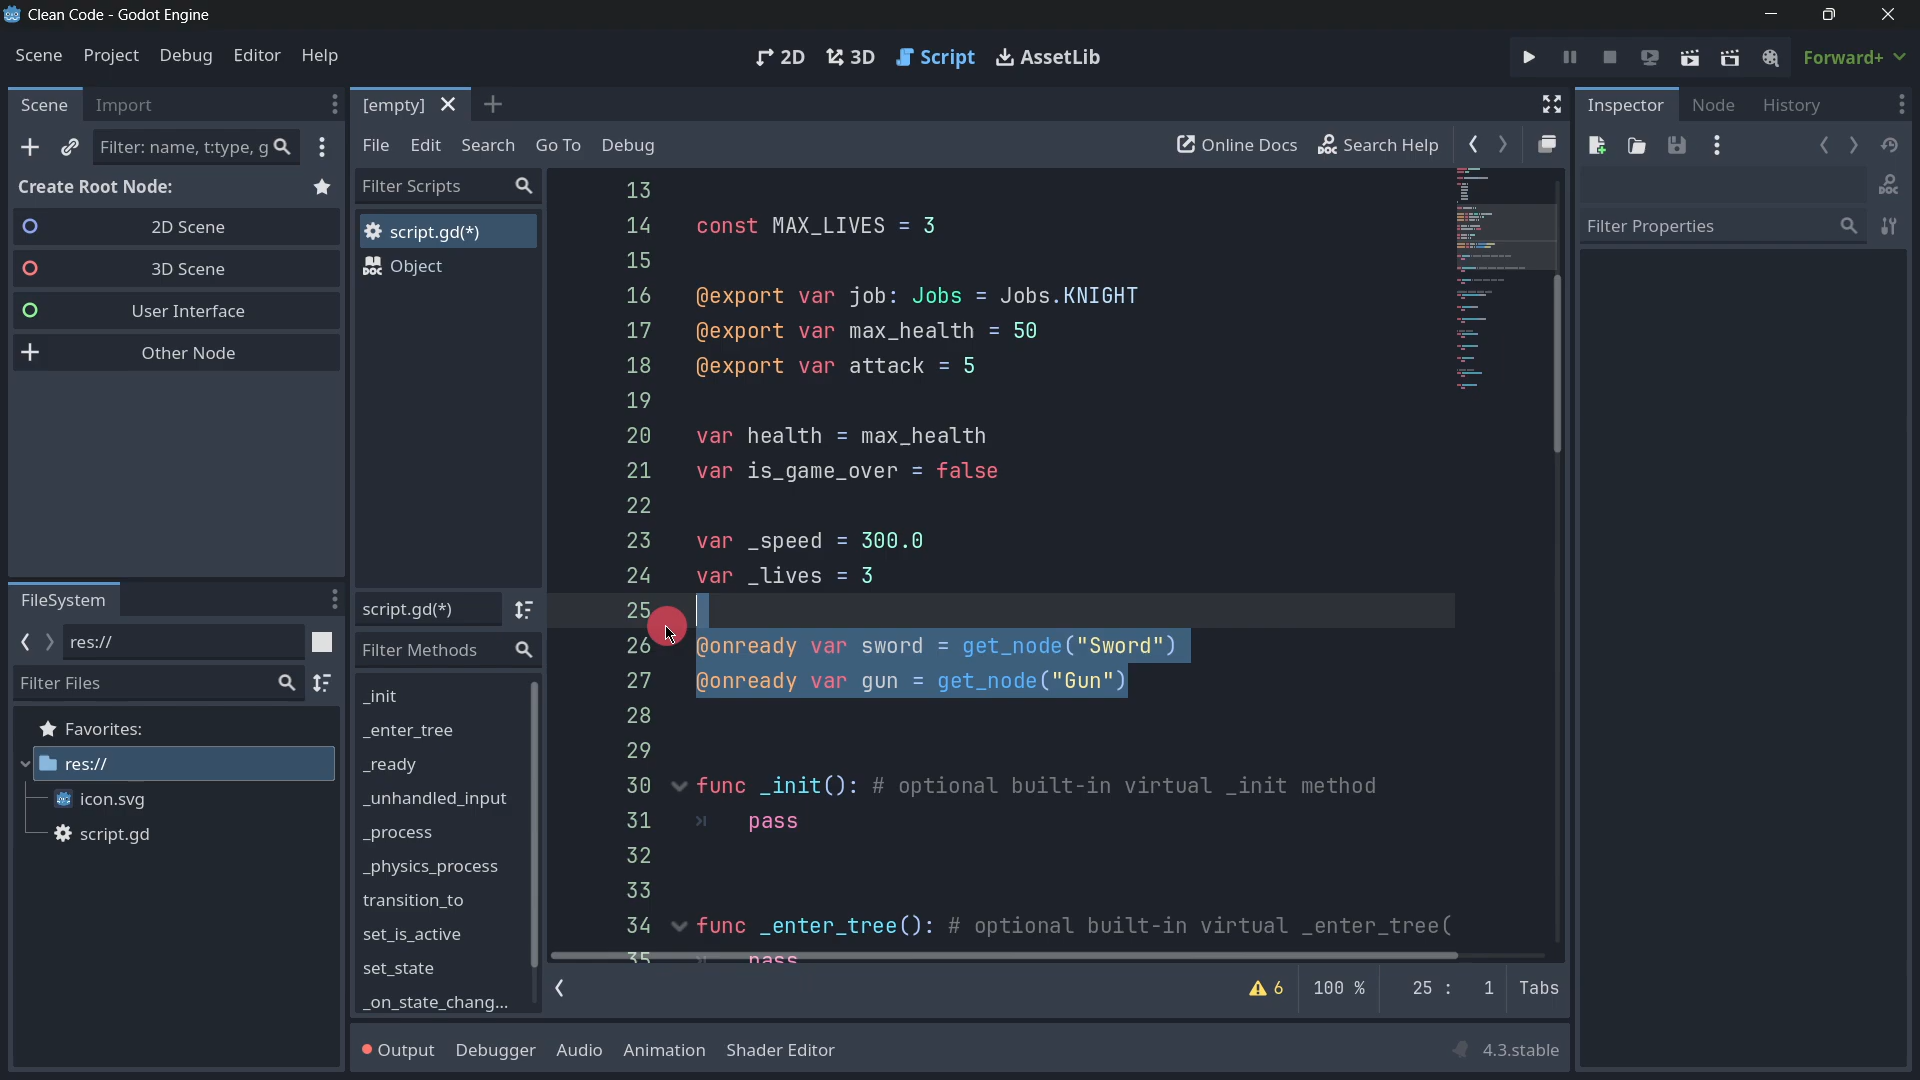 Clean Code - Godot Engine
Scene Project Debug Editor Help
2D 3D Script AssetLib
Forward+
Scene Import
[empty]
Inspector Node History
Filter: name, t:type, g
File Edit Search Go To Debug
Online Docs Search Help
Create Root Node:
2D Scene
3D Scene
User Interface
Other Node
Filter Scripts
script.gd(*)
Object
Filter Properties
13
14 const MAX_LIVES = 3
15
16 @export var job: Jobs = Jobs.KNIGHT
17 @export var max_health = 50
18 @export var attack = 5
19
20 var health = max_health
21 var is_game_over = false
22
23 var _speed = 300.0
24 var _lives = 3
25
26 @onready var sword = get_node("Sword")
27 @onready var gun = get_node("Gun")
28
29
30 func _init(): # optional built-in virtual _init method
31 pass
32
33
34 func _enter_tree(): # optional built-in virtual _enter_tree(
35 pass
FileSystem
res://
Filter Files
Favorites:
res://
icon.svg
script.gd
script.gd(*)
Filter Methods
_init
_enter_tree
_ready
_unhandled_input
_process
_physics_process
transition_to
set_is_active
set_state
_on_state_chang...
6 100 % 25 : 1 Tabs
Output Debugger Audio Animation Shader Editor
4.3.stable